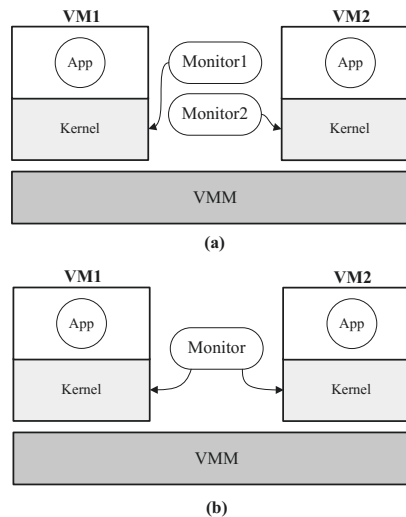 VM1 VM2
App Monitor1 App
Kernel Monitor2 Kernel
VMM
(a)
VM1 VM2
App App
Monitor
Kernel Kernel
VMM
(b)